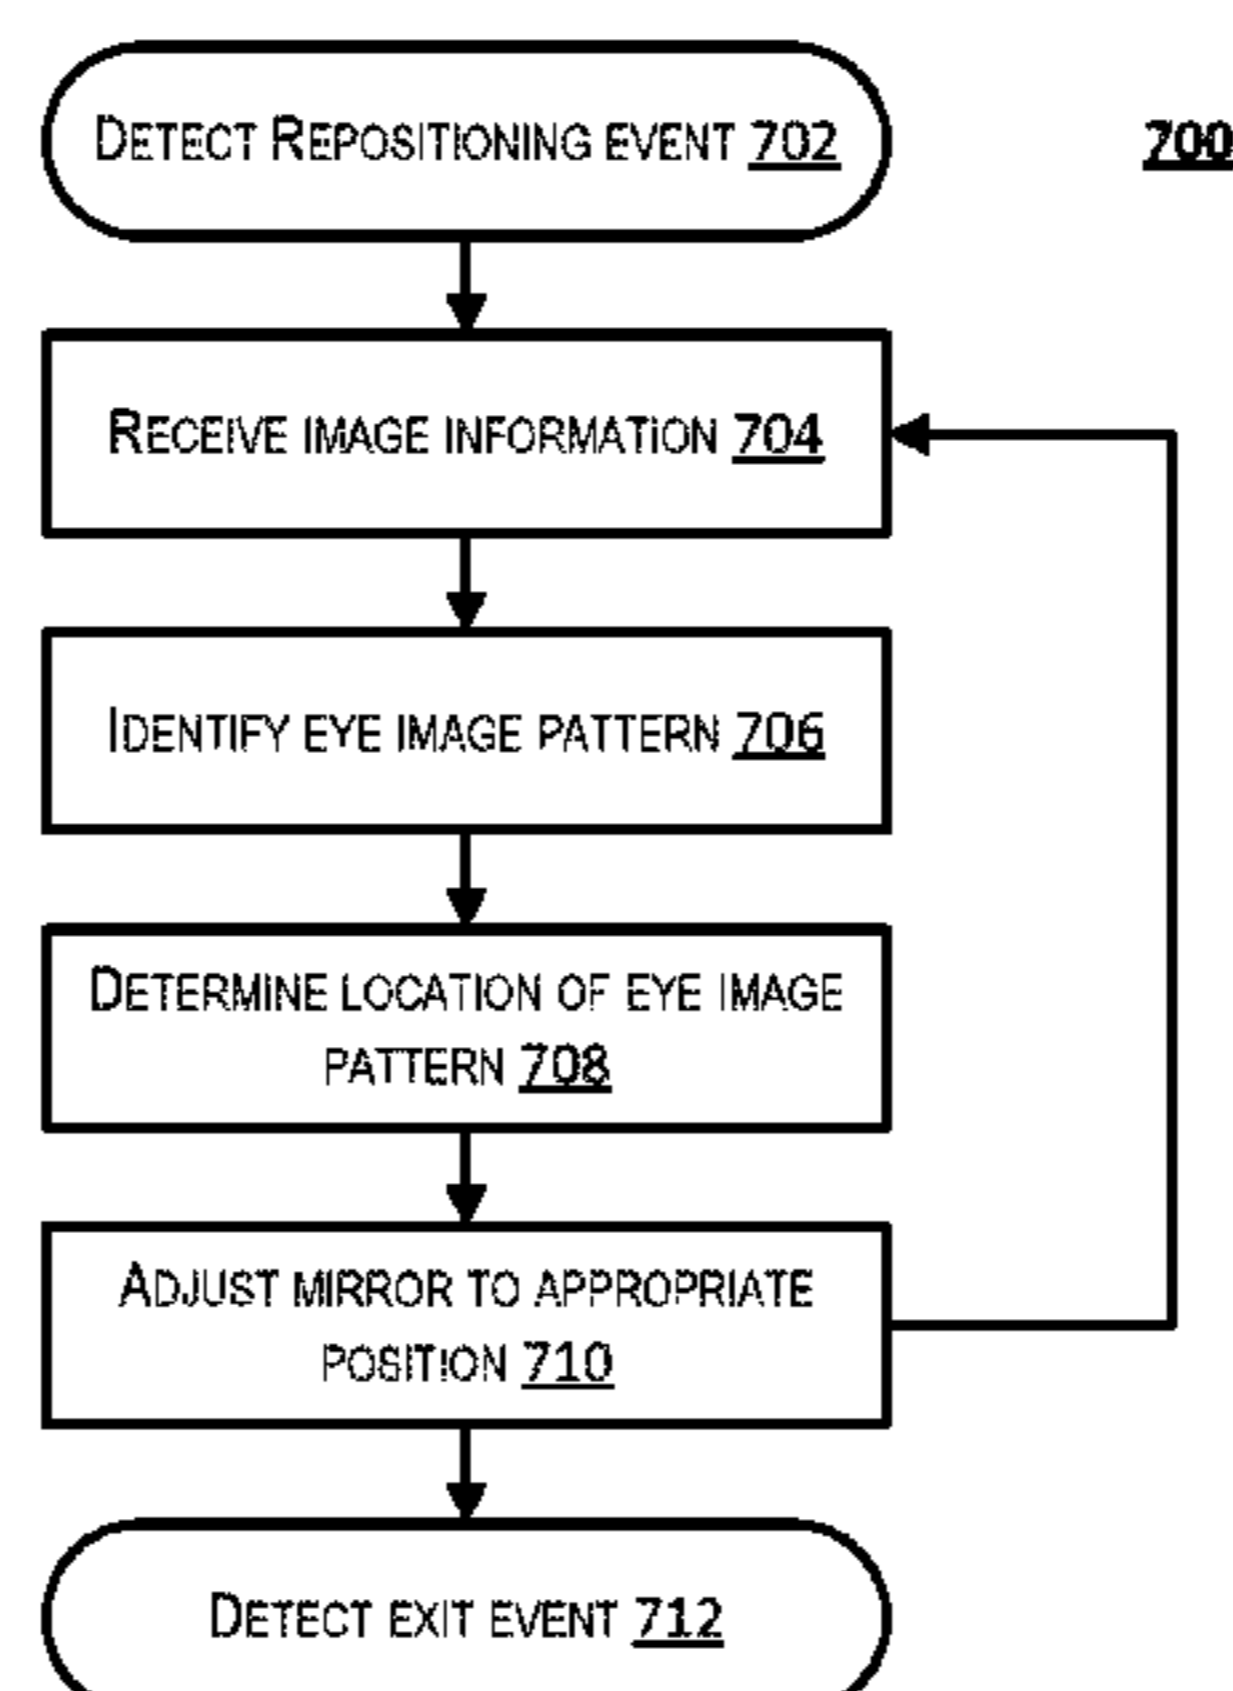 Detect Repositioning event 702
700
Receive image information 704
Identify eye image pattern 706
Determine location of eye image
pattern 708
Adjust mirror to appropriate
position 710
Detect exit event 712